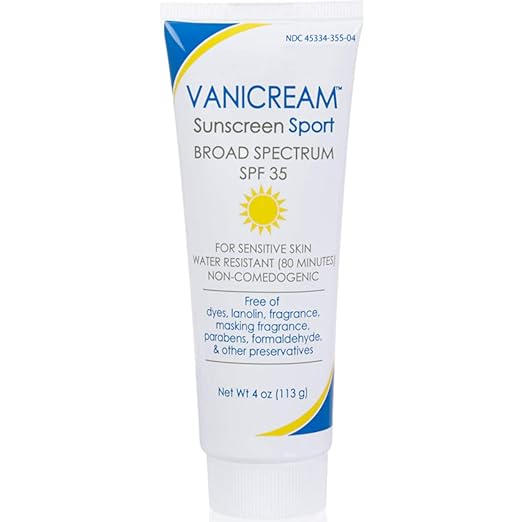 NDC 45334-355-04
VANICREAM™
Sunscreen Sport
BROAD SPECTRUM
SPF 35
FOR SENSITIVE SKIN
WATER RESISTANT (80 MINUTES)
NON-COMEDOGENIC
Free of
dyes, lanolin, fragrance,
masking fragrance,
parabens, formaldehyde,
& other preservatives
Net Wt 4 oz (113 g)